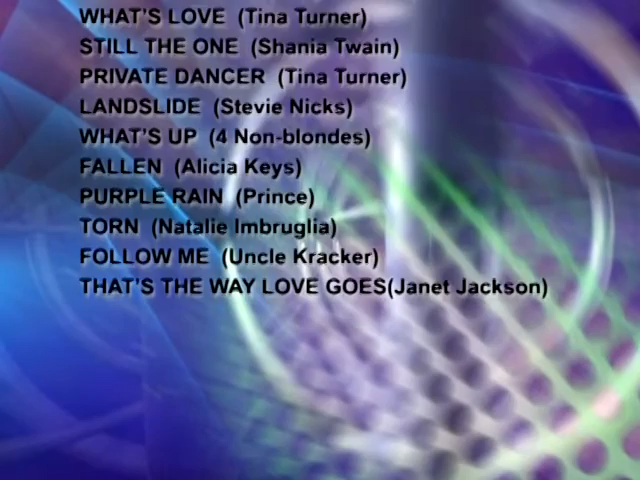 WHAT'S LOVE (Tina Turner)
STILL THE ONE (Shania Twain)
PRIVATE DANCER (Tina Turner)
LANDSLIDE (Stevie Nicks)
WHAT'S UP (4 Non-blondes)
FALLEN (Alicia Keys)
PURPLE RAIN (Prince)
TORN (Natalie Imbruglia)
FOLLOW ME (Uncle Kracker)
THAT'S THE WAY LOVE GOES(Janet Jackson)